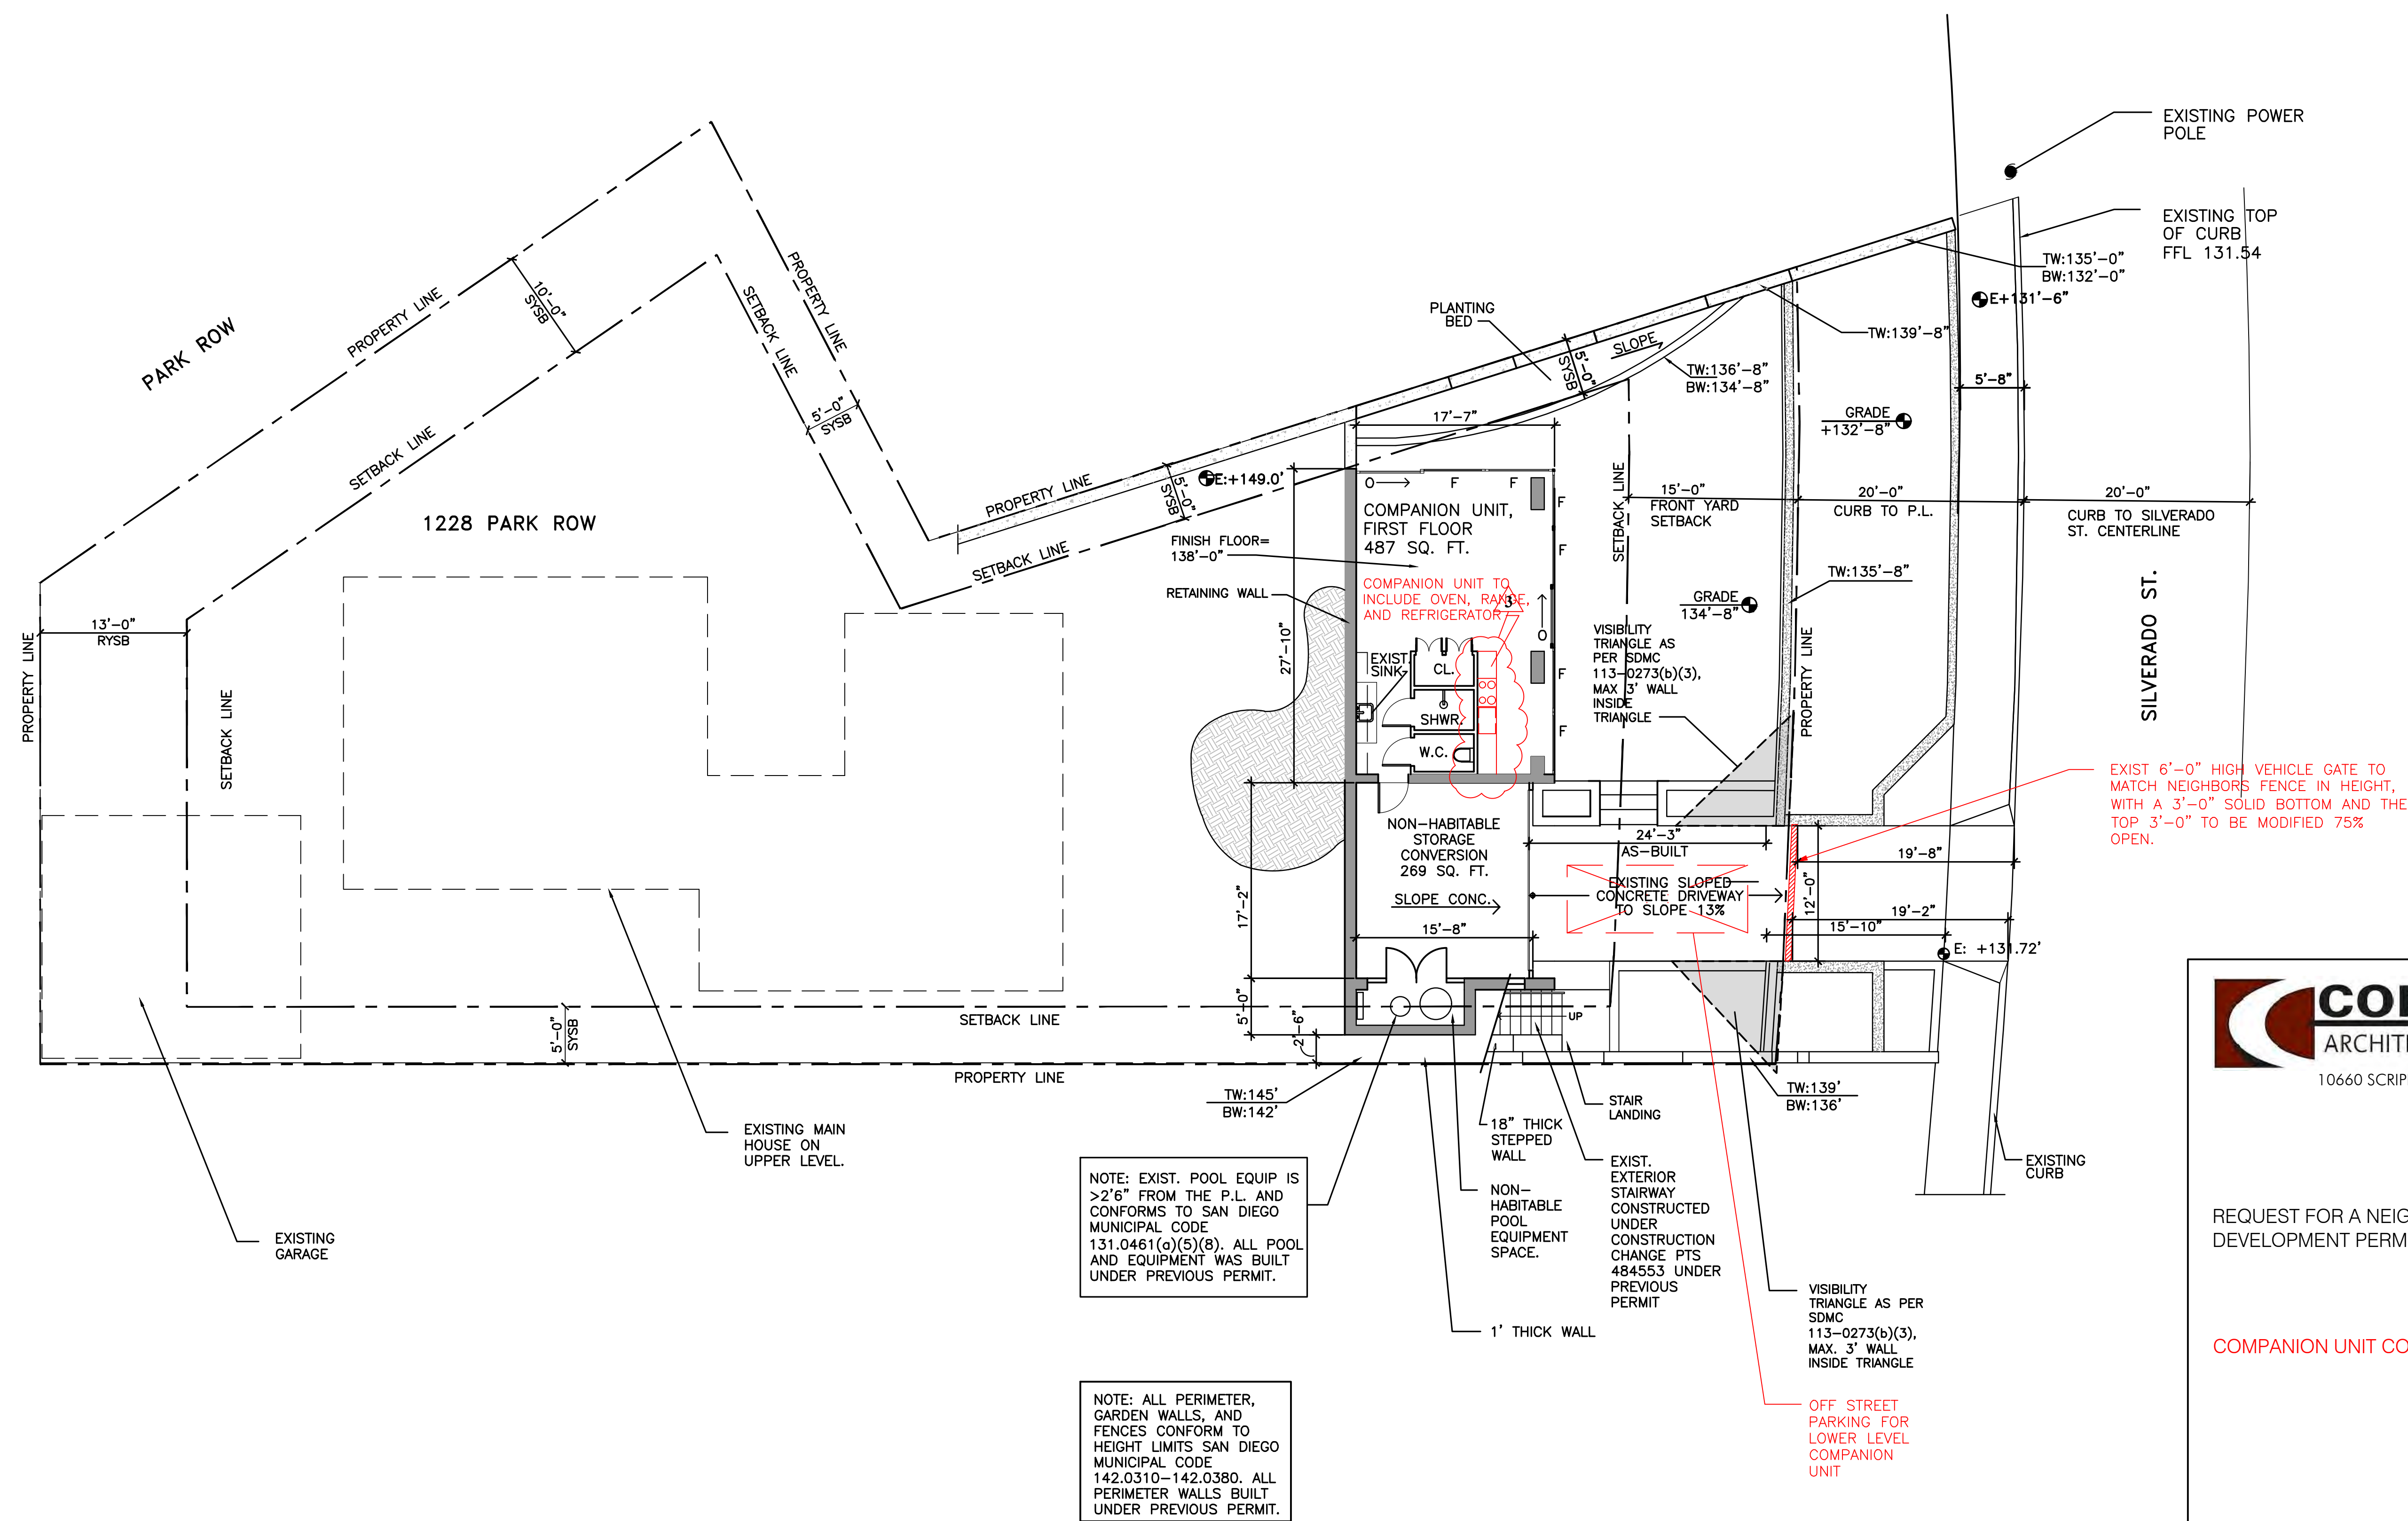 EXISTING POWER
POLE
EXISTING TOP
OF CURB
FFL 131.54
TW:135'-0"
BW:132'-0"
E+131'-6"
TW:139'-8"
PLANTING
BED
SLOPE
5'-0"
SYSB
TW:136'-8"
BW:134'-8"
5'-8"
GRADE
+132'-8"
PARK ROW
PROPERTY LINE
10'-0"
SYSB
PROPERTY LINE
SETBACK LINE
SETBACK LINE
5'-0"
SYSB
1228 PARK ROW
PROPERTY LINE
5'-0"
SYSB
E:+149.0'
SETBACK LINE
17'-7"
O
F
F
F
F
F
F
O
COMPANION UNIT,
FIRST FLOOR
487 SQ. FT.
FINISH FLOOR=
138'-0"
RETAINING WALL
COMPANION UNIT TO
INCLUDE OVEN, RANGE,
AND REFRIGERATOR
3
27'-10"
EXIST.
SINK
CL.
SHWR.
W.C.
SETBACK LINE
15'-0"
FRONT YARD
SETBACK
20'-0"
CURB TO P.L.
20'-0"
CURB TO SILVERADO
ST. CENTERLINE
TW:135'-8"
GRADE
134'-8"
VISIBILITY
TRIANGLE AS
PER SDMC
113-0273(b)(3),
MAX 3' WALL
INSIDE
TRIANGLE
PROPERTY LINE
SILVERADO ST.
EXIST 6'-0" HIGH VEHICLE GATE TO
MATCH NEIGHBORS FENCE IN HEIGHT,
WITH A 3'-0" SOLID BOTTOM AND THE
TOP 3'-0" TO BE MODIFIED 75%
OPEN.
13'-0"
RYSB
PROPERTY LINE
SETBACK LINE
NON-HABITABLE
STORAGE
CONVERSION
269 SQ. FT.
SLOPE CONC.
17'-2"
15'-8"
24'-3"
AS-BUILT
EXISTING SLOPED
CONCRETE DRIVEWAY
TO SLOPE 13%
12'-0"
19'-8"
19'-2"
15'-10"
E: +131.72'
5'-0"
2'-6"
UP
SETBACK LINE
5'-0"
SYSB
PROPERTY LINE
TW:145'
BW:142'
TW:139'
BW:136'
STAIR
LANDING
18" THICK
STEPPED
WALL
EXISTING MAIN
HOUSE ON
UPPER LEVEL.
EXISTING
GARAGE
NOTE: EXIST. POOL EQUIP IS
>2'6" FROM THE P.L. AND
CONFORMS TO SAN DIEGO
MUNICIPAL CODE
131.0461(a)(5)(8). ALL POOL
AND EQUIPMENT WAS BUILT
UNDER PREVIOUS PERMIT.
NON-
HABITABLE
POOL
EQUIPMENT
SPACE.
EXIST.
EXTERIOR
STAIRWAY
CONSTRUCTED
UNDER
CONSTRUCTION
CHANGE PTS
484553 UNDER
PREVIOUS
PERMIT
1' THICK WALL
VISIBILITY
TRIANGLE AS PER
SDMC
113-0273(b)(3),
MAX. 3' WALL
INSIDE TRIANGLE
EXISTING
CURB
OFF STREET
PARKING FOR
LOWER LEVEL
COMPANION
UNIT
NOTE: ALL PERIMETER,
GARDEN WALLS, AND
FENCES CONFORM TO
HEIGHT LIMITS SAN DIEGO
MUNICIPAL CODE
142.0310-142.0380. ALL
PERIMETER WALLS BUILT
UNDER PREVIOUS PERMIT.
ARCHIT
10660 SCRIP
REQUEST FOR A NEIG
DEVELOPMENT PERM
COMPANION UNIT CO